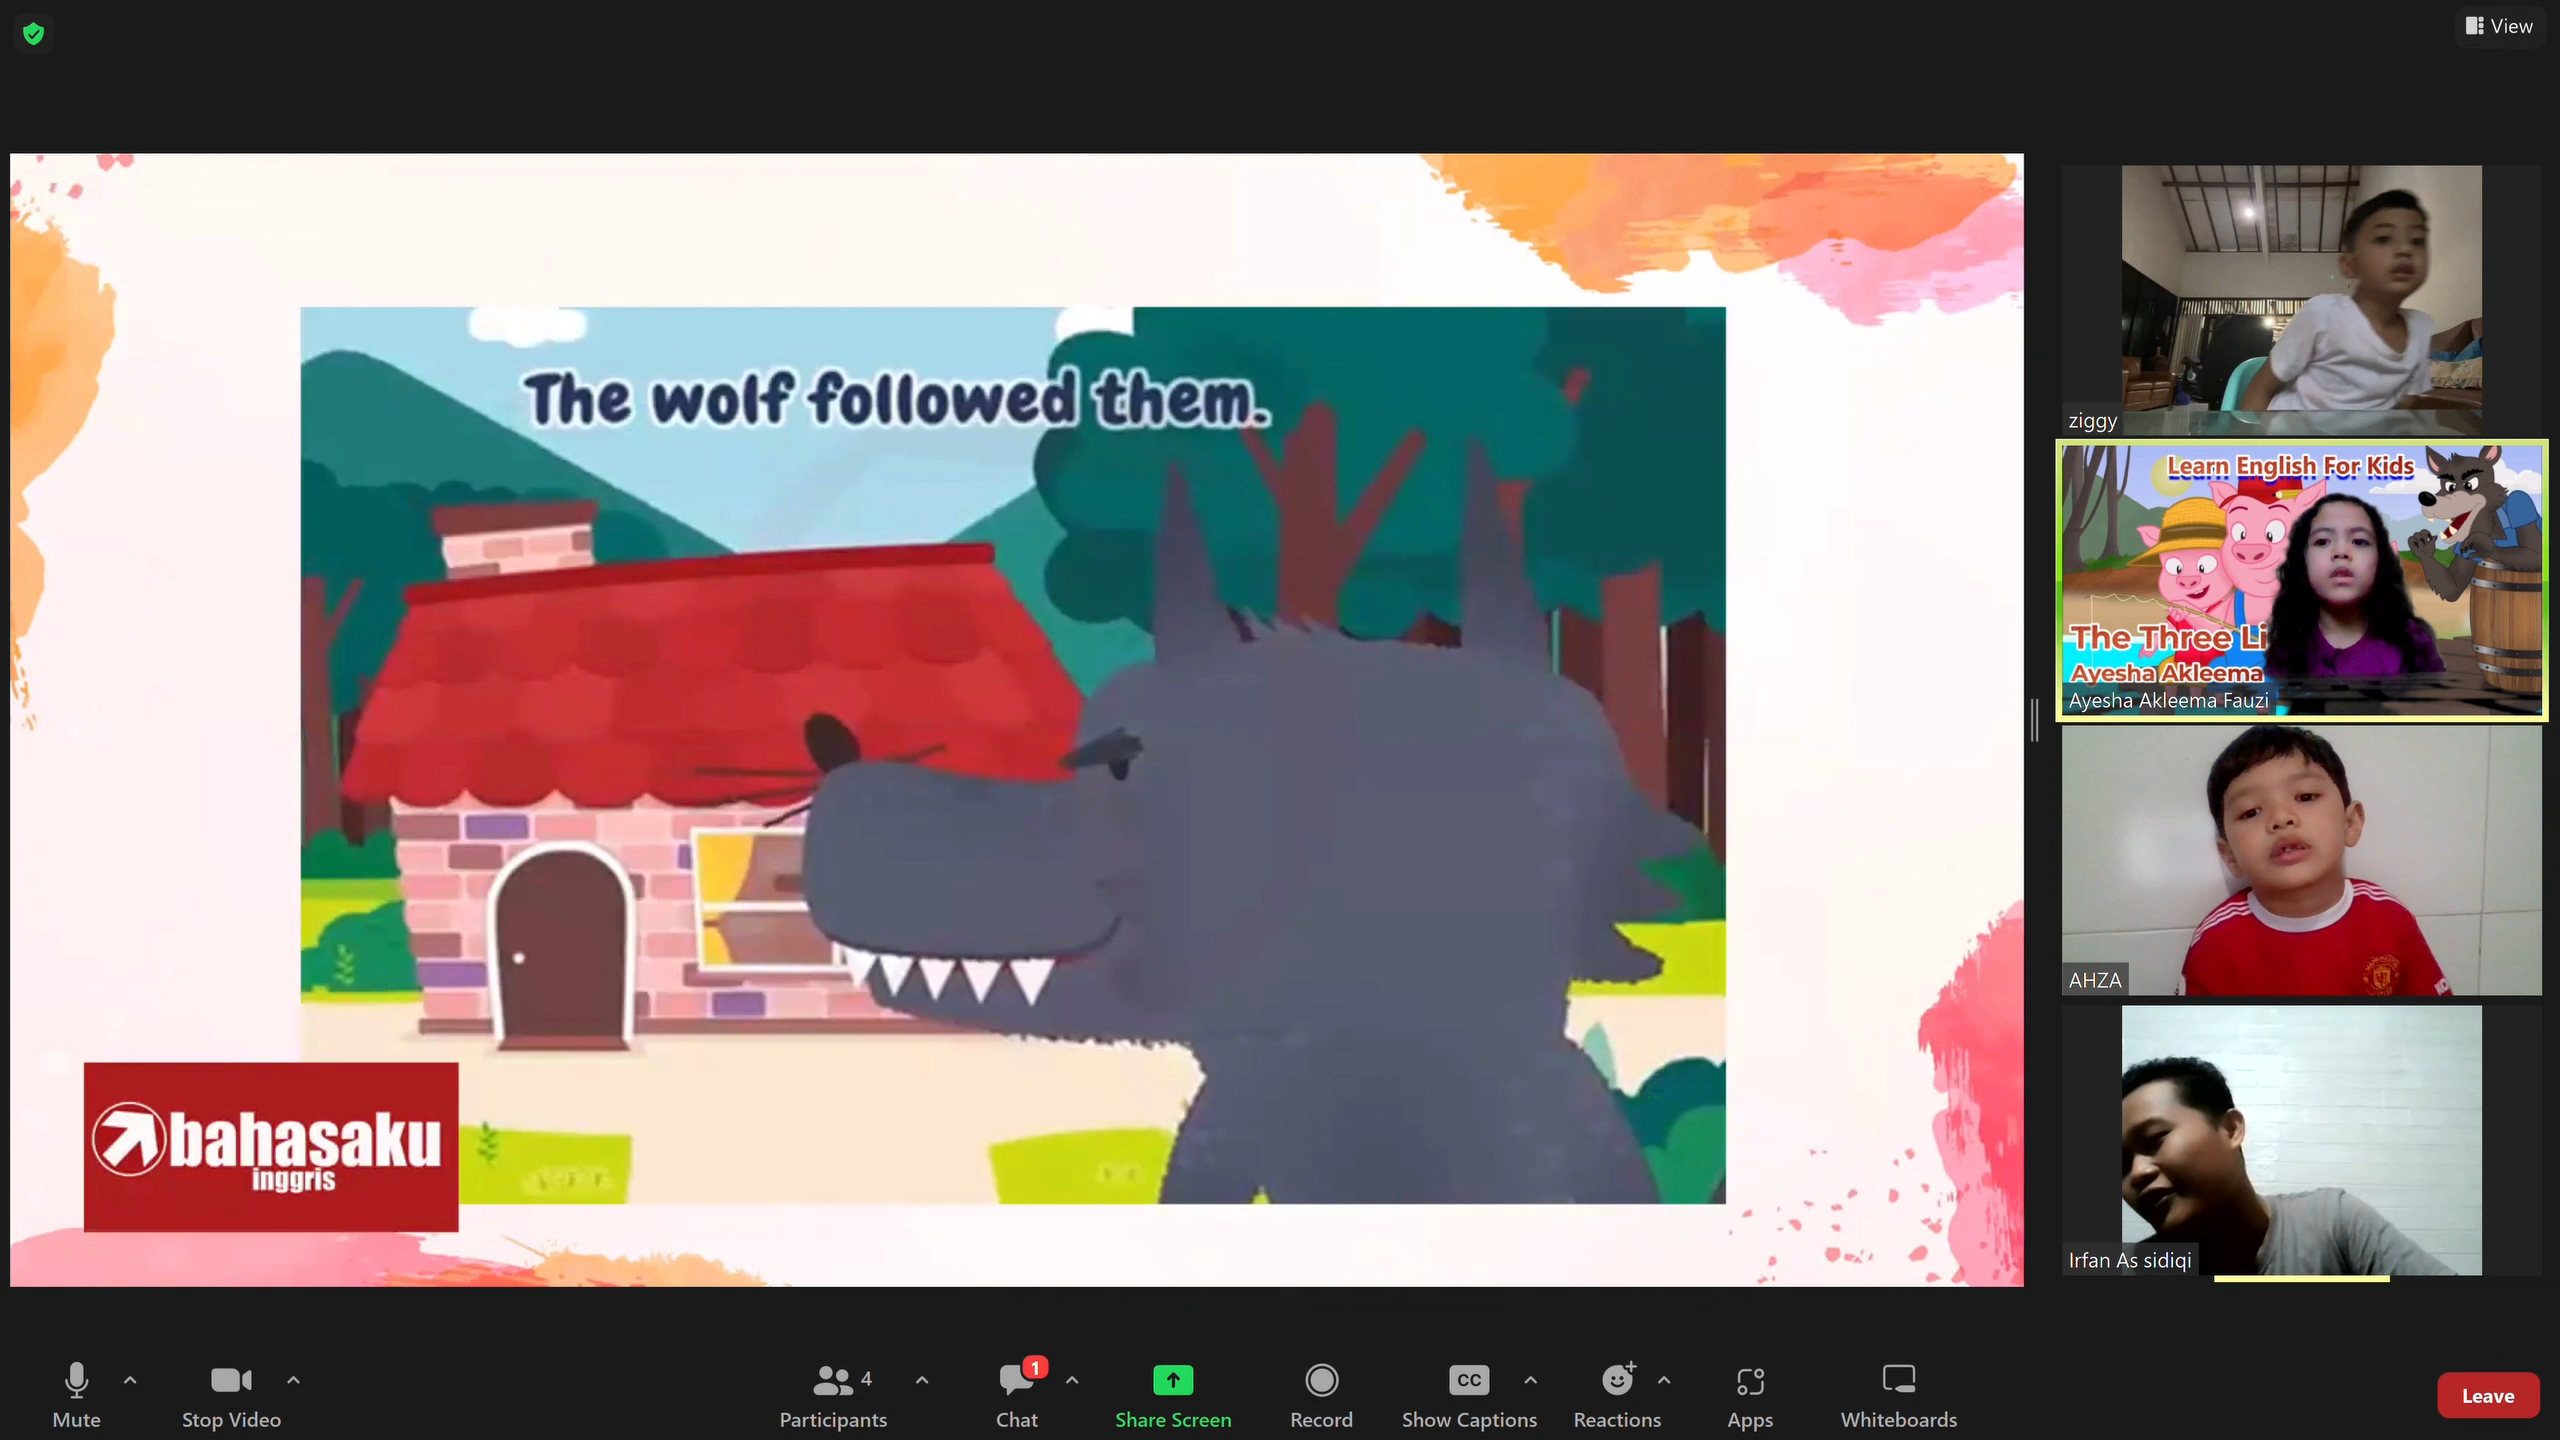 View
The wolf followed them.
bahasaku
inggris
ziggy
Learn English For Kids
The Three Li
Ayesha Akleema
Ayesha Akleema Fauzi
AHZA
Irfan As sidiqi
Mute
Stop Video
4
Participants
1
Chat
Share Screen
Record
CC
Show Captions
Reactions
Apps
Whiteboards
Leave